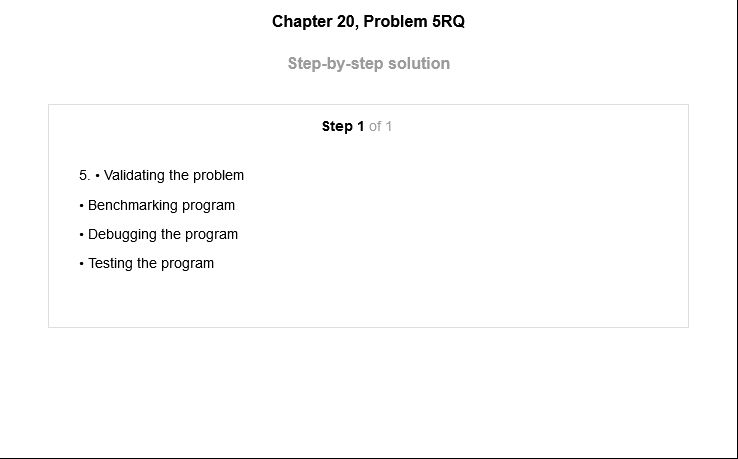 Chapter 20, Problem 5RQ
Step-by-step solution
Step 1 of 1
5. • Validating the problem
• Benchmarking program
• Debugging the program
• Testing the program